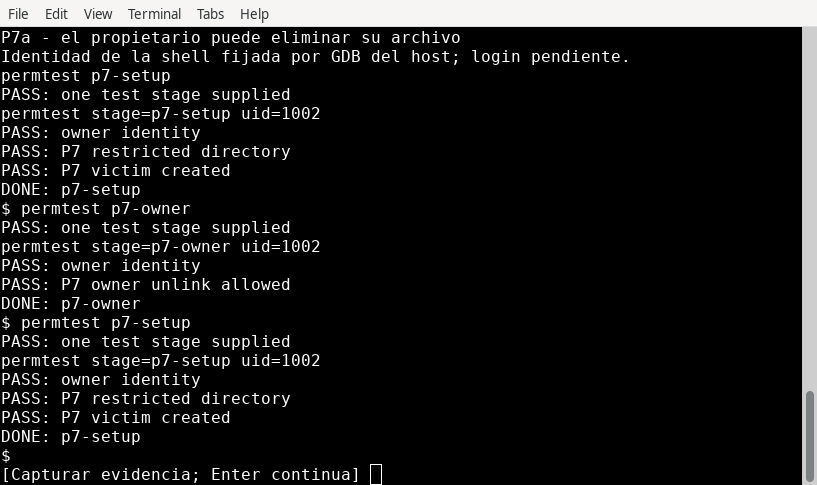 File Edit View Terminal Tabs Help
P7a - el propietario puede eliminar su archivo
Identidad de la shell fijada por GDB del host; login pendiente.
permtest p7-setup
PASS: one test stage supplied
permtest stage=p7-setup uid=1002
PASS: owner identity
PASS: P7 restricted directory
PASS: P7 victim created
DONE: p7-setup
$ permtest p7-owner
PASS: one test stage supplied
permtest stage=p7-owner uid=1002
PASS: owner identity
PASS: P7 owner unlink allowed
DONE: p7-owner
$ permtest p7-setup
PASS: one test stage supplied
permtest stage=p7-setup uid=1002
PASS: owner identity
PASS: P7 restricted directory
PASS: P7 victim created
DONE: p7-setup
$
[Capturar evidencia; Enter continua]